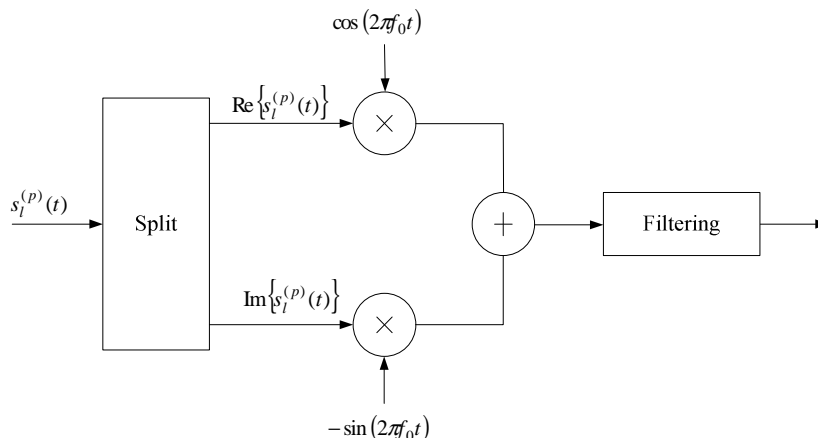 cos(2πf₀t)
Re{s_l^(p)(t)}
×
s_l^(p)(t)
Split
+
Filtering
Im{s_l^(p)(t)}
×
−sin(2πf₀t)